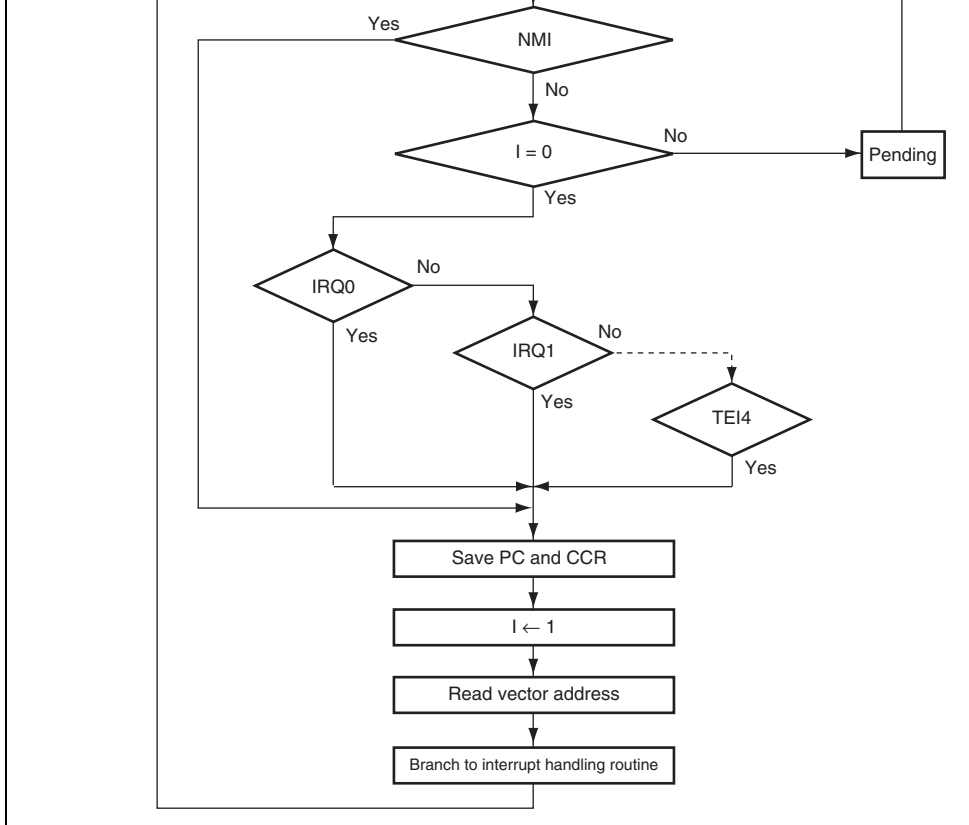 Yes
NMI
No
I = 0
No
Pending
Yes
IRQ0
No
Yes
IRQ1
No
Yes
TEI4
Yes
Save PC and CCR
I ← 1
Read vector address
Branch to interrupt handling routine